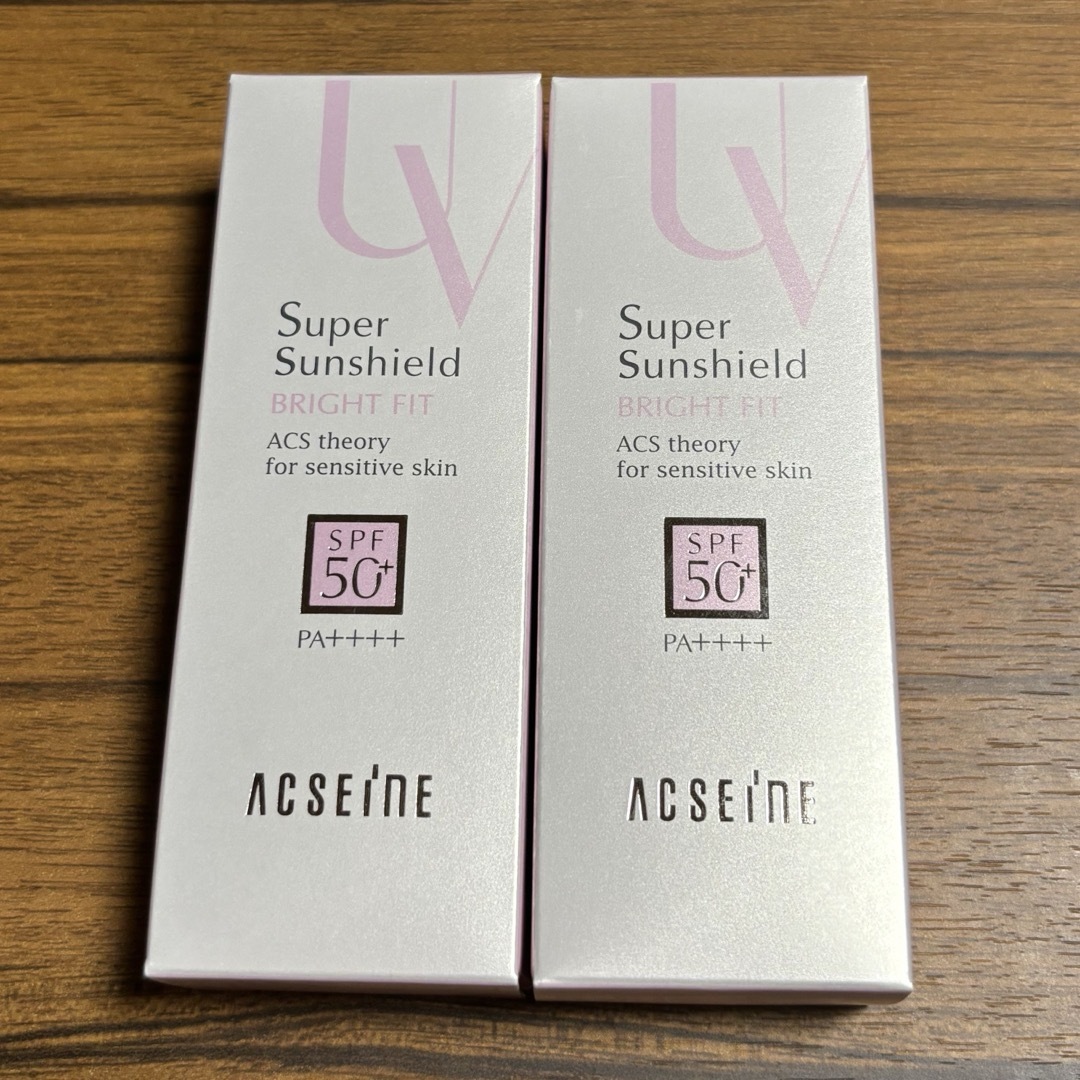 UV
Super
Sunshield
BRIGHT FIT
ACS theory
for sensitive skin
SPF
50+
PA++++
ACSEINE
UV
Super
Sunshield
BRIGHT FIT
ACS theory
for sensitive skin
SPF
50+
PA++++
ACSEINE